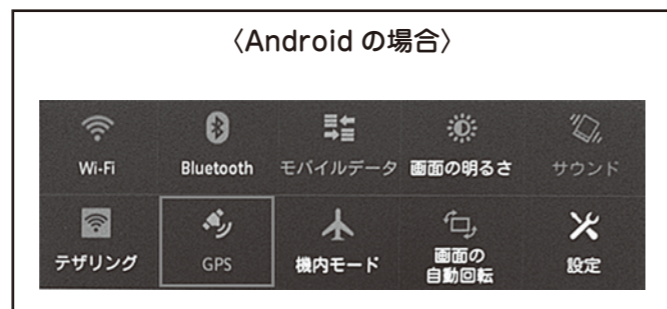 〈Android の場合〉
Wi-Fi Bluetooth モバイルデータ 画面の明るさ サウンド
テザリング GPS 機内モード 画面の
自動回転 設定